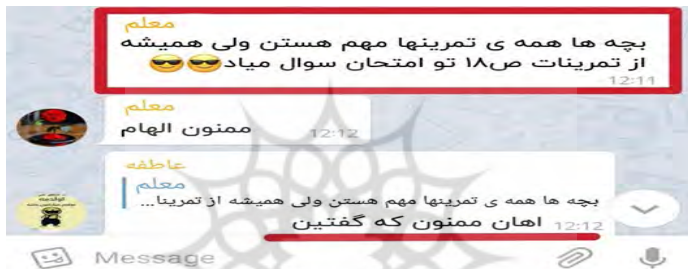 معلم
بچه ها همه ی تمرینها مهم هستن ولی همیشه
از تمرینات ص۱۸ تو امتحان سوال میاد😎😎
12:11
معلم
ممنون الهام
12:12
عاطفه
معلم
بچه ها همه ی تمرینها مهم هستن ولی همیشه از تمرینا...
اهان ممنون که گفتین
12:12
Message